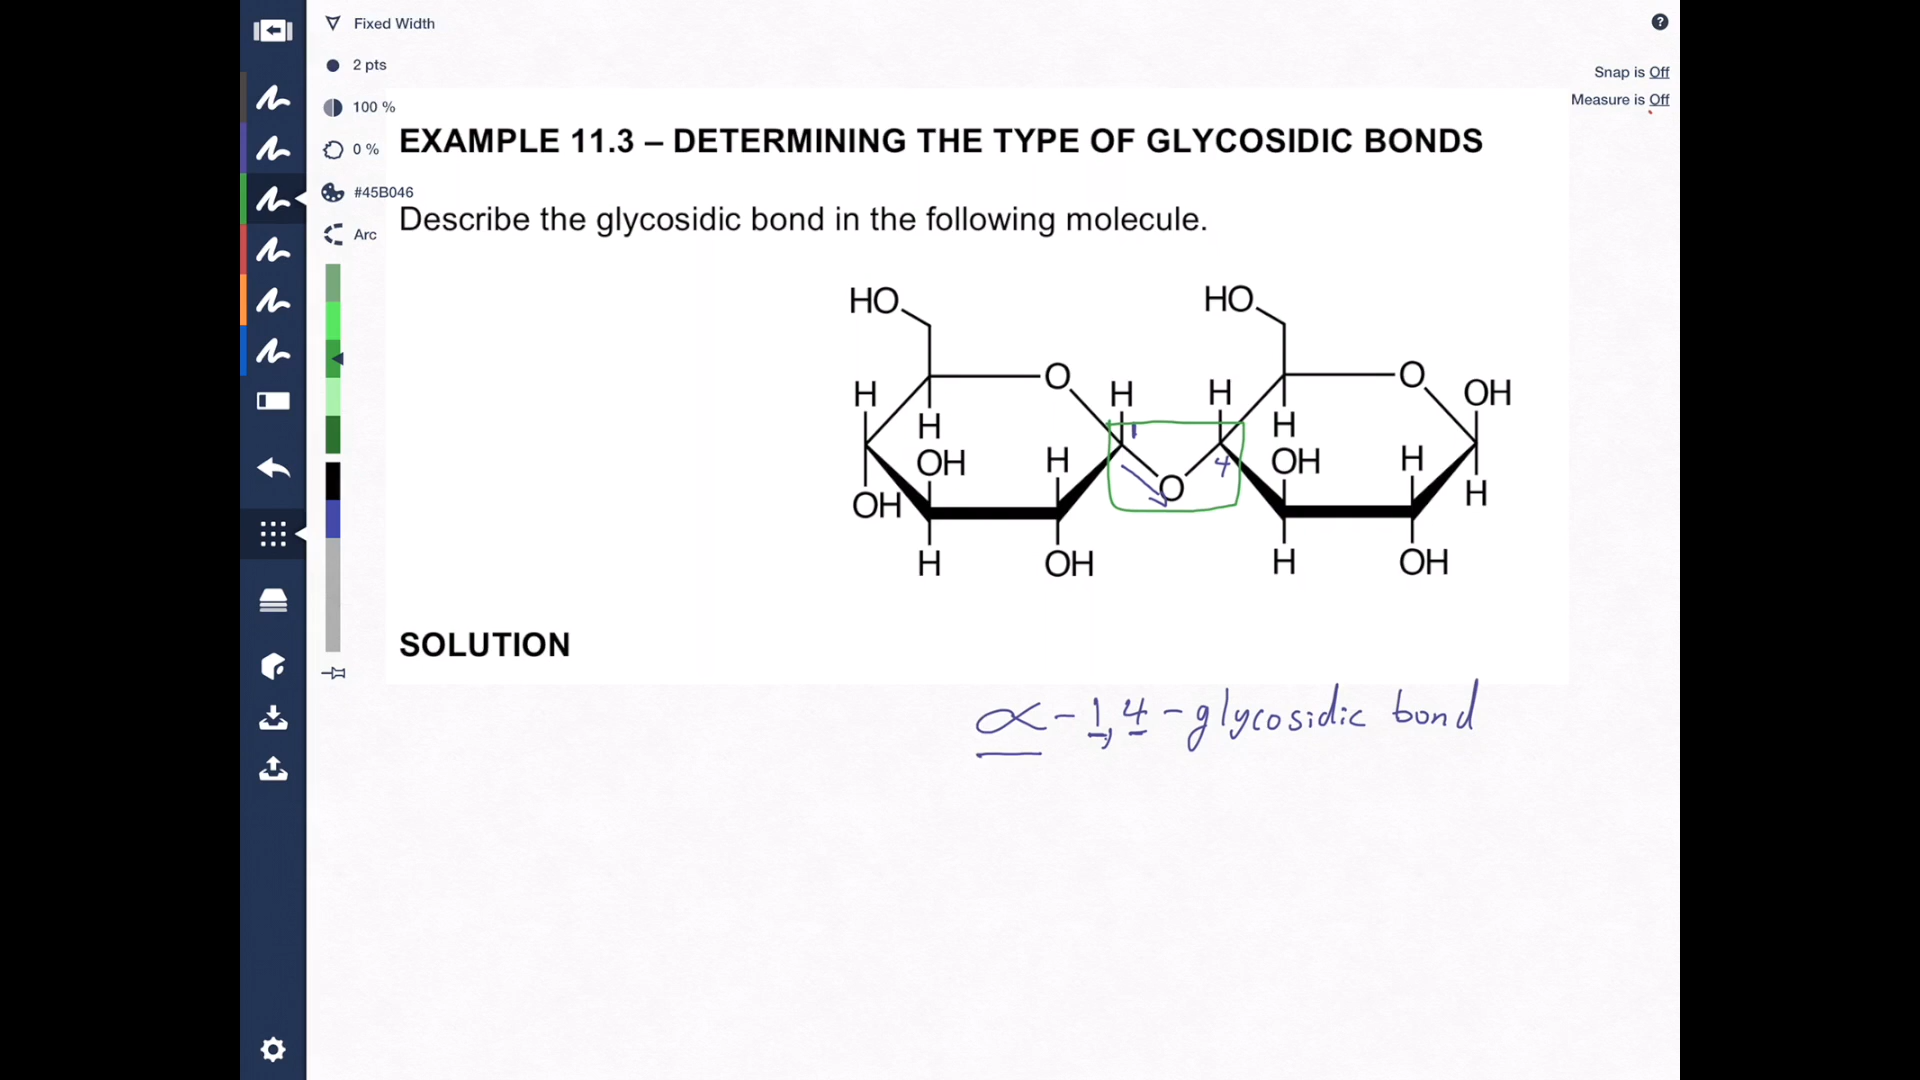 Fixed Width
2 pts
100 %
0 %
#45B046
Arc
Snap is Off
Measure is Off
?
EXAMPLE 11.3 – DETERMINING THE TYPE OF GLYCOSIDIC BONDS
Describe the glycosidic bond in the following molecule.
HO HO
O O
H H H OH
H 1 H
OH H 4 OH H
O H
OH
H OH H OH
SOLUTION
∝ - 1,4 - glycosidic bond